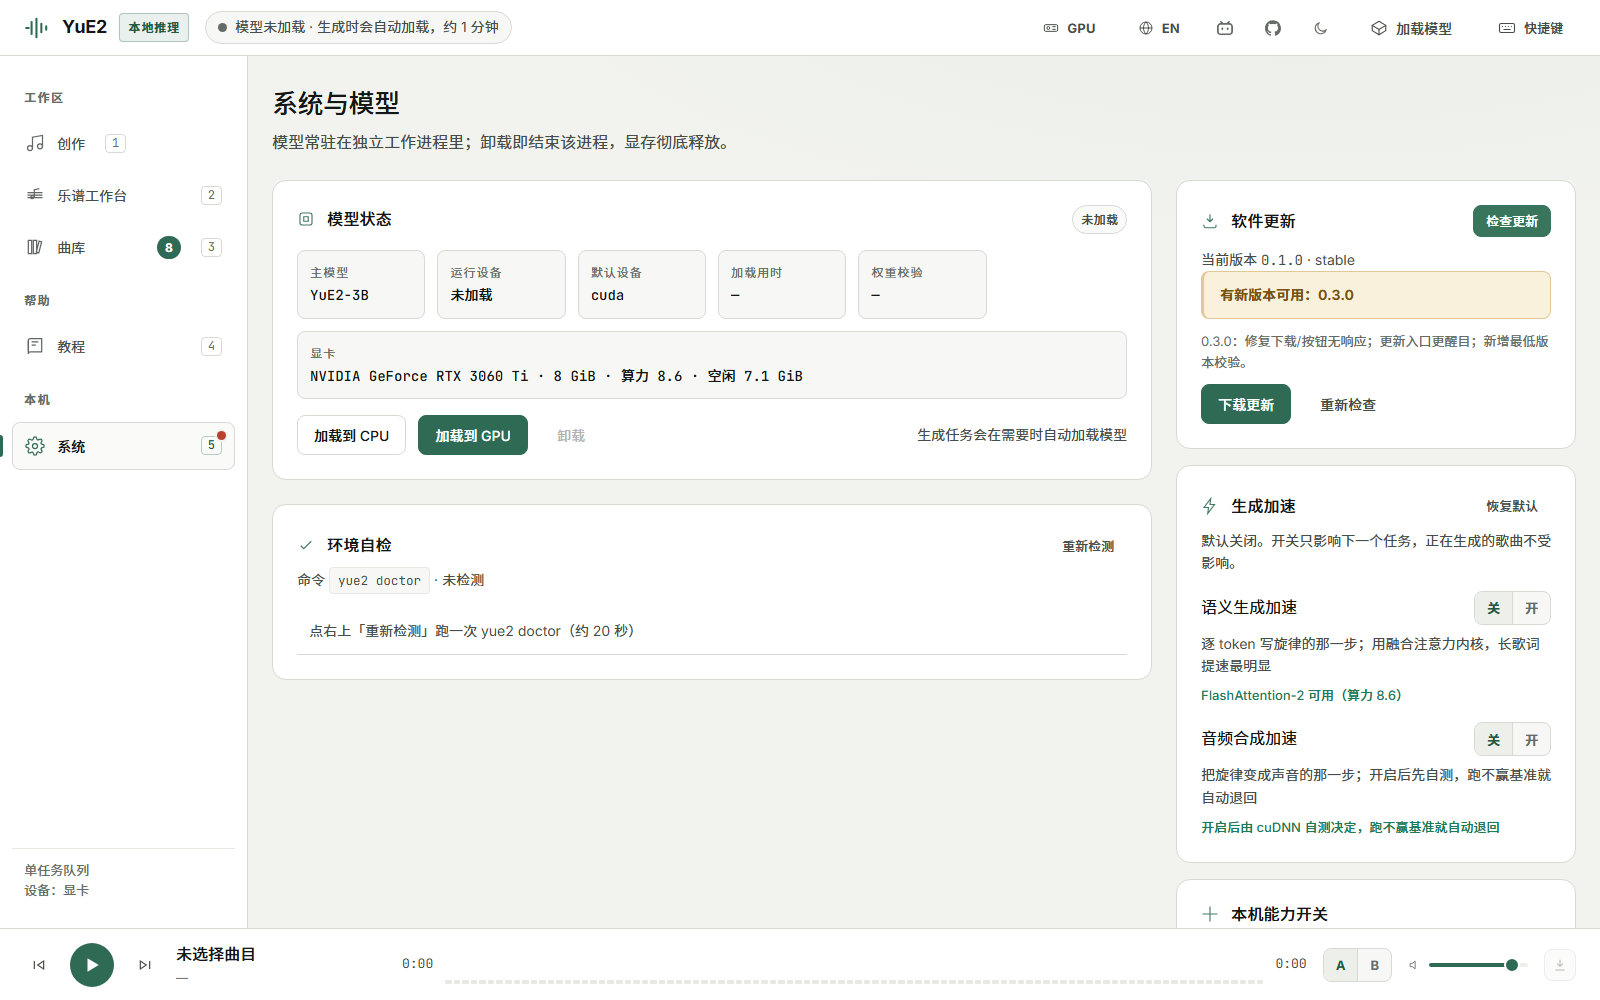 YuE2 本地推理 模型未加载 · 生成时会自动加载，约 1 分钟 GPU EN 加载模型 快捷键
工作区
创作 1
乐谱工作台 2
曲库 8 3
帮助
教程 4
本机
系统 5
单任务队列
设备：显卡
系统与模型
模型常驻在独立工作进程里；卸载即结束该进程，显存彻底释放。
模型状态 未加载
主模型 运行设备 默认设备 加载用时 权重校验
YuE2-3B 未加载 cuda — —
显卡
NVIDIA GeForce RTX 3060 Ti · 8 GiB · 算力 8.6 · 空闲 7.1 GiB
加载到 CPU 加载到 GPU 卸载 生成任务会在需要时自动加载模型
环境自检 重新检测
命令 yue2 doctor · 未检测
点右上「重新检测」跑一次 yue2 doctor（约 20 秒）
软件更新 检查更新
当前版本 0.1.0 · stable
有新版本可用：0.3.0
0.3.0：修复下载/按钮无响应；更新入口更醒目；新增最低版
本校验。
下载更新 重新检查
生成加速 恢复默认
默认关闭。开关只影响下一个任务，正在生成的歌曲不受
影响。
语义生成加速 关 开
逐 token 写旋律的那一步；用融合注意力内核，长歌词
提速最明显
FlashAttention-2 可用（算力 8.6）
音频合成加速 关 开
把旋律变成声音的那一步；开启后先自测，跑不赢基准就
自动退回
开启后由 cuDNN 自测决定，跑不赢基准就自动退回
本机能力开关
未选择曲目
—
0:00 0:00 A B